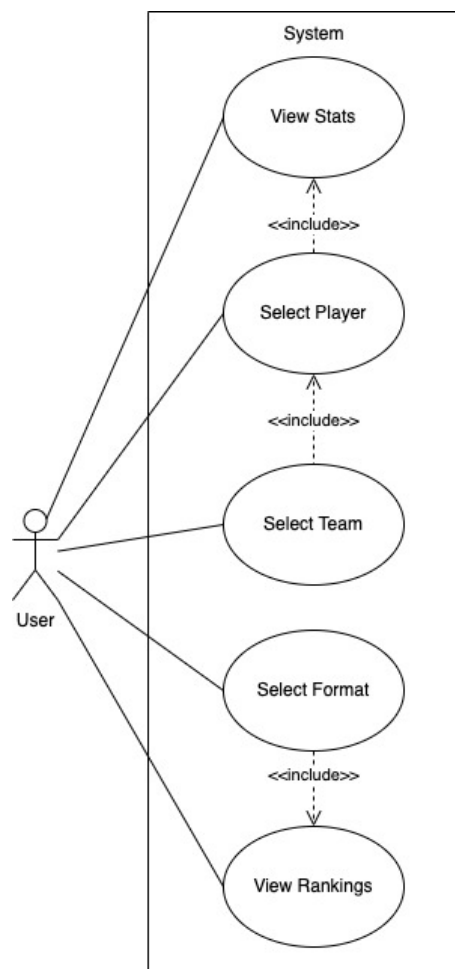 System
View Stats
<<include>>
Select Player
<<include>>
Select Team
User
Select Format
<<include>>
View Rankings